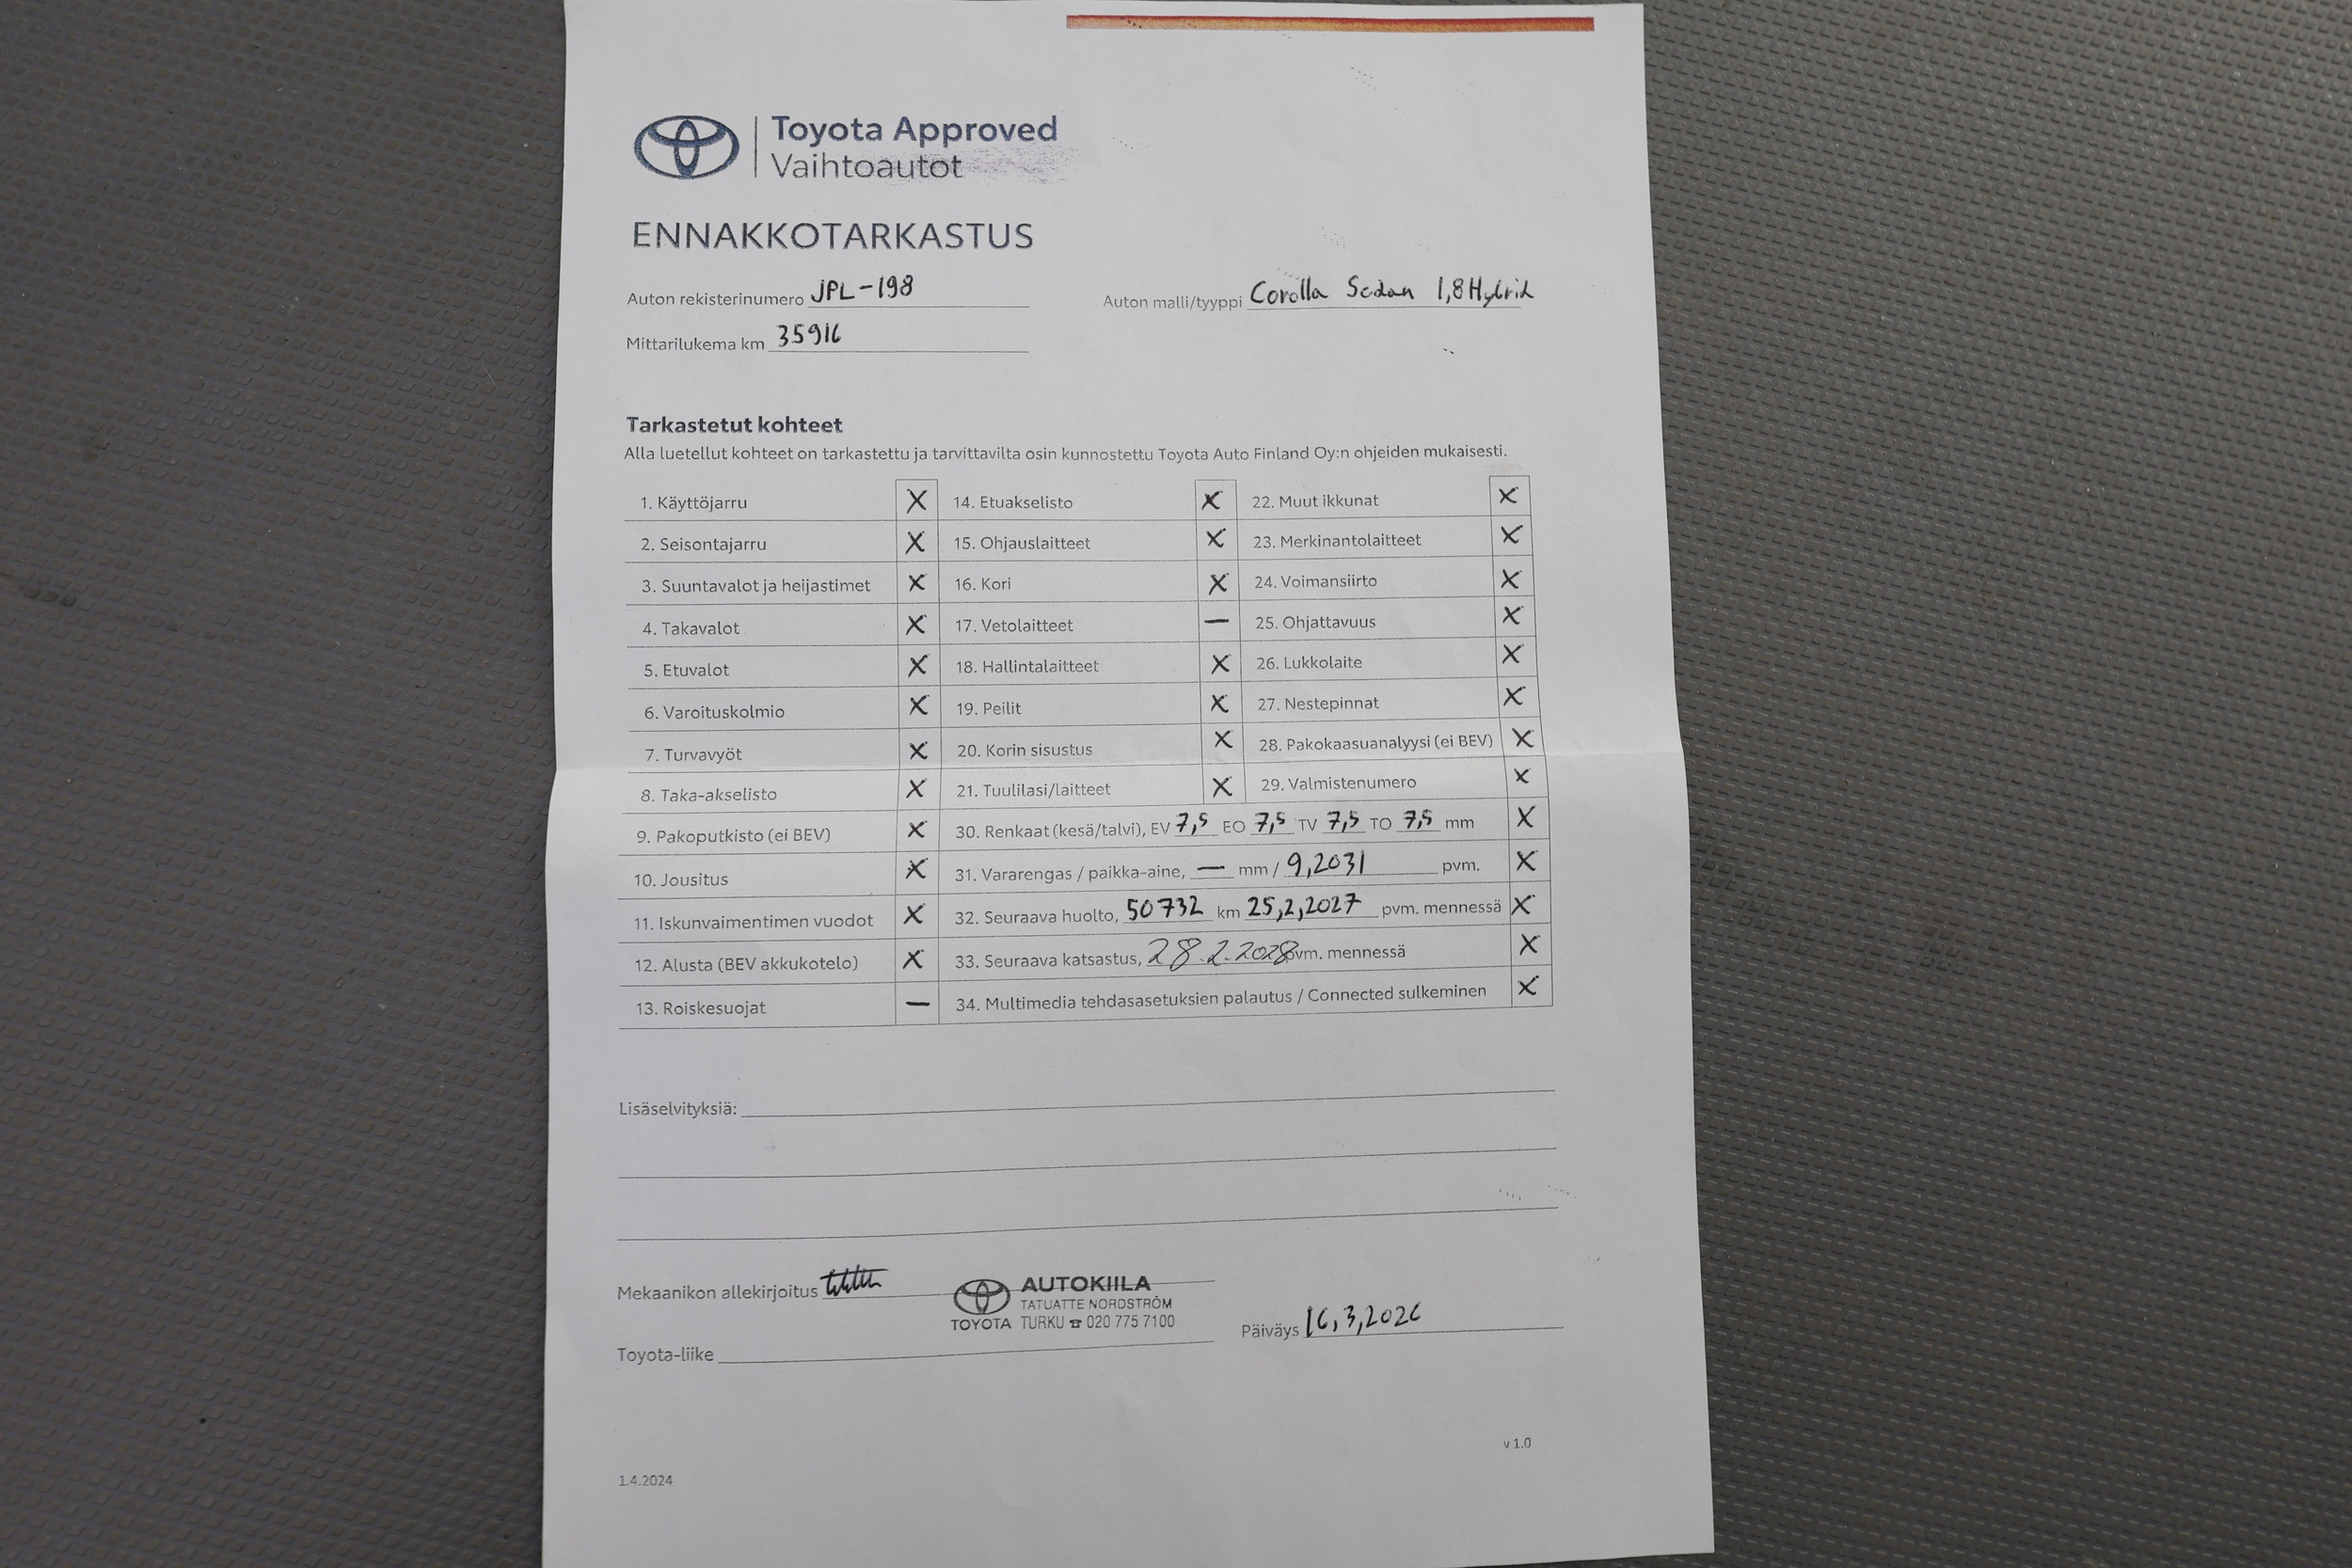 Toyota Approved
Vaihtoautot
ENNAKKOTARKASTUS
Auton rekisterinumero JPL-198 Auton malli/tyyppi Corolla Sedan 1,8 Hybrid
Mittarilukema km 35916
Tarkastetut kohteet
Alla luetellut kohteet on tarkastettu ja tarvittavilta osin kunnostettu Toyota Auto Finland Oy:n ohjeiden mukaisesti.
1. Käyttöjarru X 14. Etuakselisto X 22. Muut ikkunat X
2. Seisontajarru X 15. Ohjauslaitteet X 23. Merkinantolaitteet X
3. Suuntavalot ja heijastimet X 16. Kori X 24. Voimansiirto X
4. Takavalot X 17. Vetolaitteet — 25. Ohjattavuus X
5. Etuvalot X 18. Hallintalaitteet X 26. Lukkolaite X
6. Varoituskolmio X 19. Peilit X 27. Nestepinnat X
7. Turvavyöt X 20. Korin sisustus X 28. Pakokaasuanalyysi (ei BEV) X
8. Taka-akselisto X 21. Tuulilasi/laitteet X 29. Valmistenumero X
9. Pakoputkisto (ei BEV) X 30. Renkaat (kesä/talvi), EV 7,5 EO 7,5 TV 7,5 TO 7,5 mm X
10. Jousitus X 31. Vararengas / paikka-aine, — mm / 9,2031 pvm. X
11. Iskunvaimentimen vuodot X 32. Seuraava huolto, 50732 km 25,2,2027 pvm. mennessä X
12. Alusta (BEV akkukotelo) X 33. Seuraava katsastus, 28.2.2028 pvm. mennessä X
13. Roiskesuojat — 34. Multimedia tehdasasetuksien palautus / Connected sulkeminen X
Lisäselvityksiä:
Mekaanikon allekirjoitus
AUTOKIILA
TATUATTE NORDSTRÖM
TOYOTA TURKU ☎ 020 775 7100
Päiväys 16,3,2026
Toyota-liike
v 1.0
1.4.2024